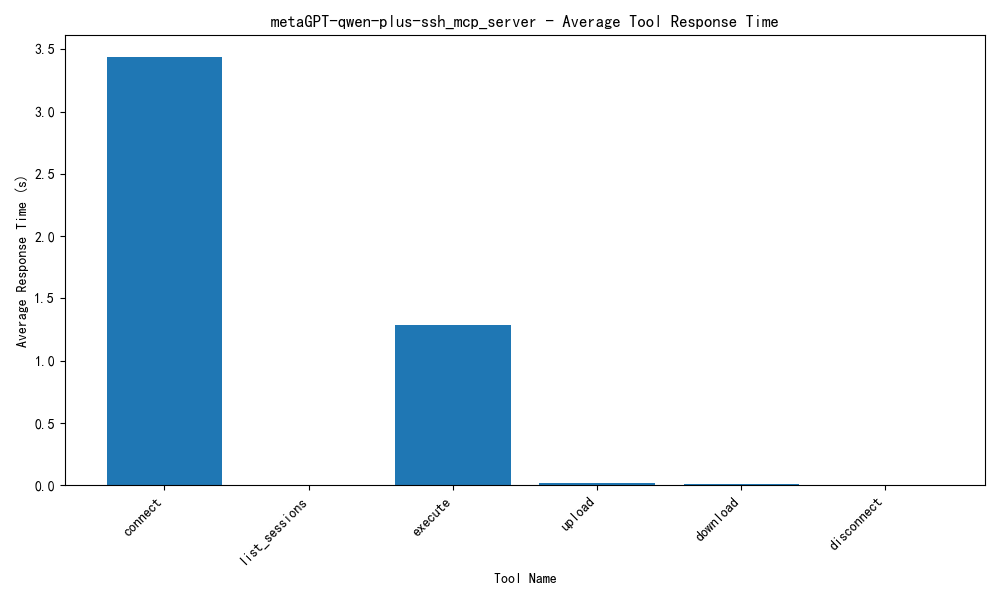 metaGPT-qwen-plus-ssh_mcp_server - Average Tool Response Time
3.5
3.0
2.5
2.0
1.5
1.0
0.5
0.0
Average Response Time (s)
connect
list_sessions
execute
upload
download
disconnect
Tool Name